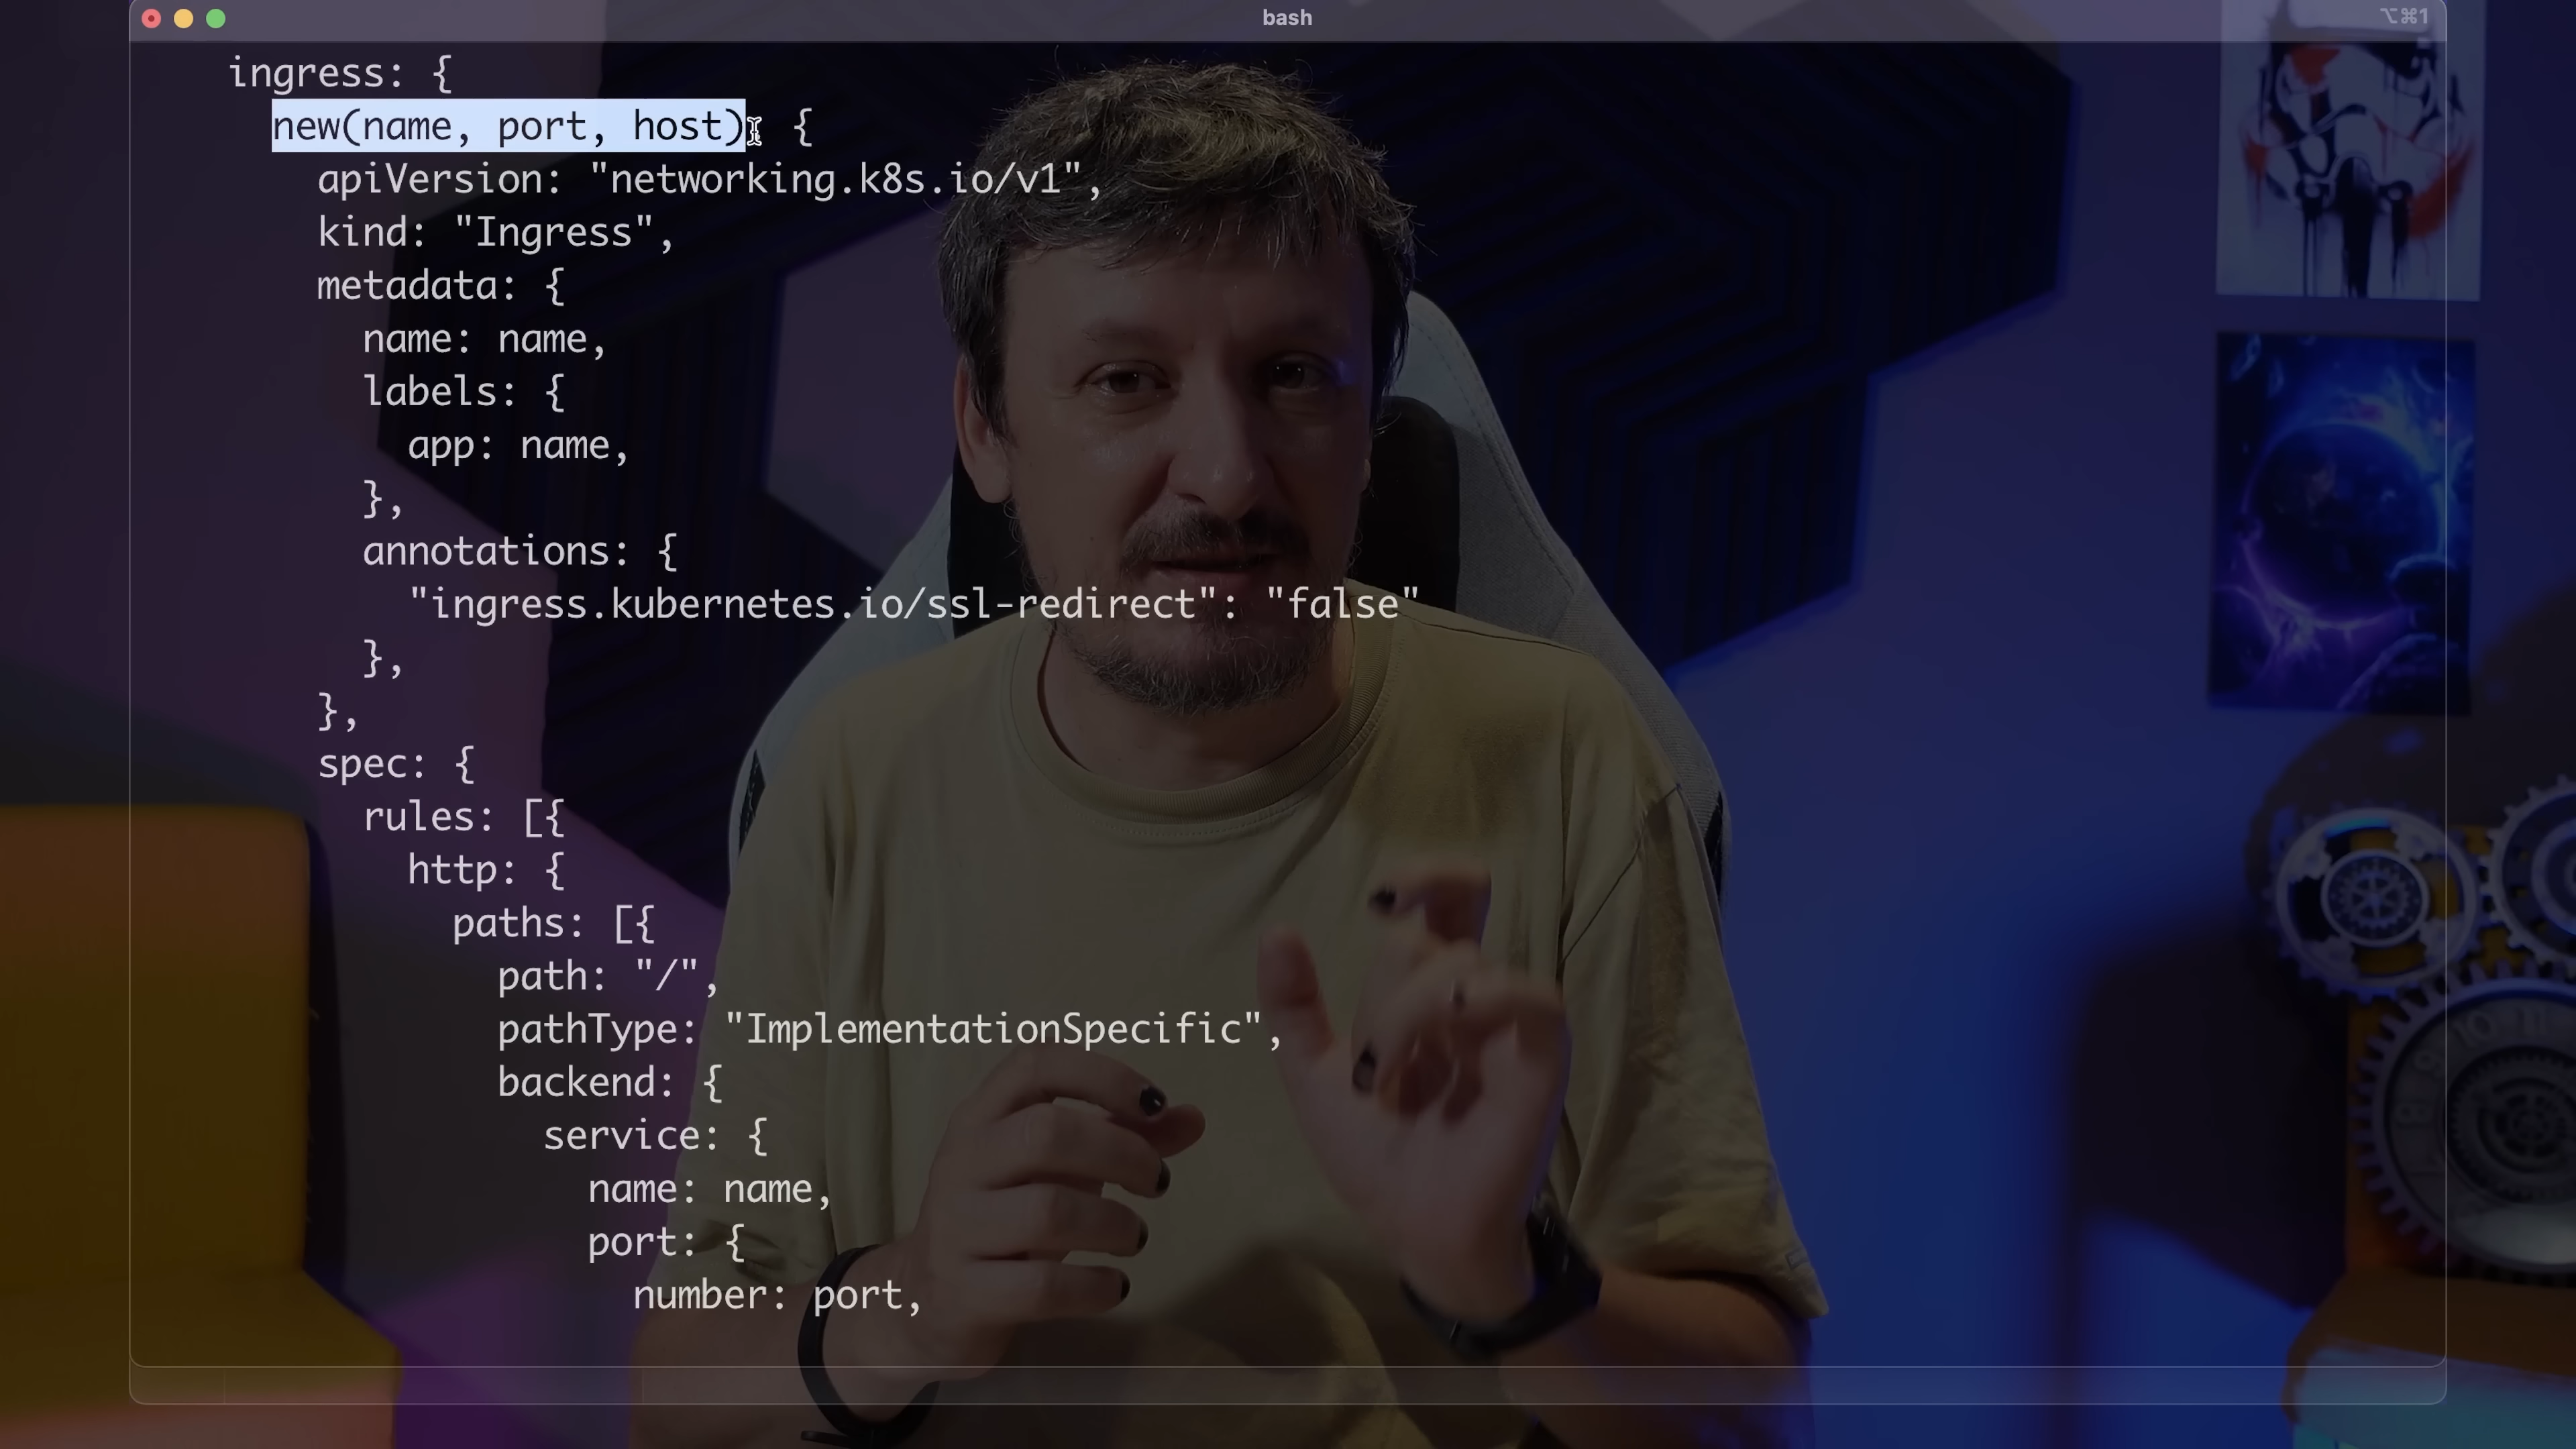 bash
⌥⌘1
ingress: {
new(name, port, host): {
apiVersion: "networking.k8s.io/v1",
kind: "Ingress",
metadata: {
name: name,
labels: {
app: name,
},
annotations: {
"ingress.kubernetes.io/ssl-redirect": "false"
},
},
spec: {
rules: [{
http: {
paths: [{
path: "/",
pathType: "ImplementationSpecific",
backend: {
service: {
name: name,
port: {
number: port,